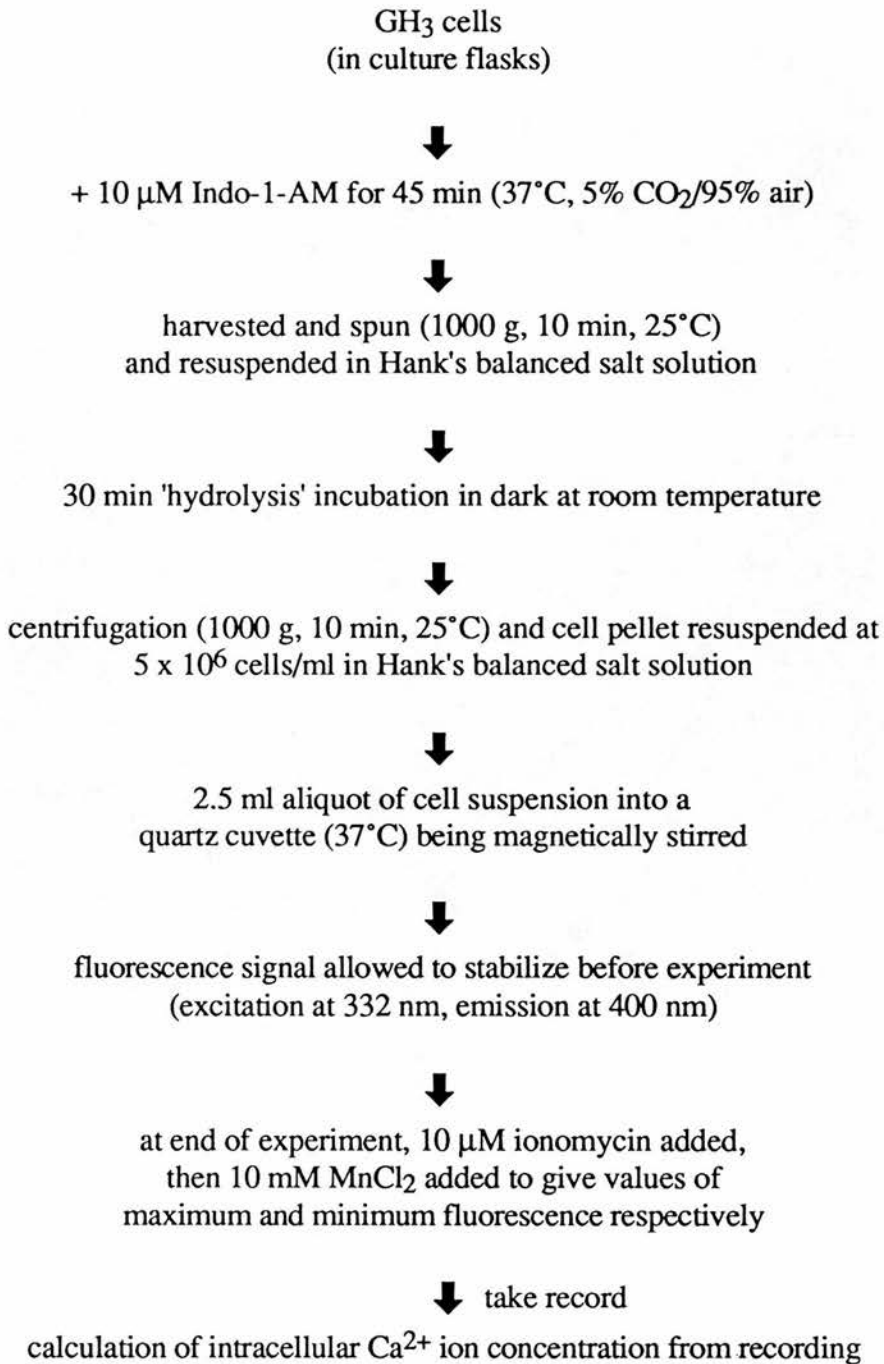 GH3 cells
(in culture flasks)
+ 10 µM Indo-1-AM for 45 min (37°C, 5% CO2/95% air)
harvested and spun (1000 g, 10 min, 25°C)
and resuspended in Hank's balanced salt solution
30 min 'hydrolysis' incubation in dark at room temperature
centrifugation (1000 g, 10 min, 25°C) and cell pellet resuspended at
5 x 10⁶ cells/ml in Hank's balanced salt solution
2.5 ml aliquot of cell suspension into a
quartz cuvette (37°C) being magnetically stirred
fluorescence signal allowed to stabilize before experiment
(excitation at 332 nm, emission at 400 nm)
at end of experiment, 10 µM ionomycin added,
then 10 mM MnCl2 added to give values of
maximum and minimum fluorescence respectively
take record
calculation of intracellular Ca²⁺ ion concentration from recording